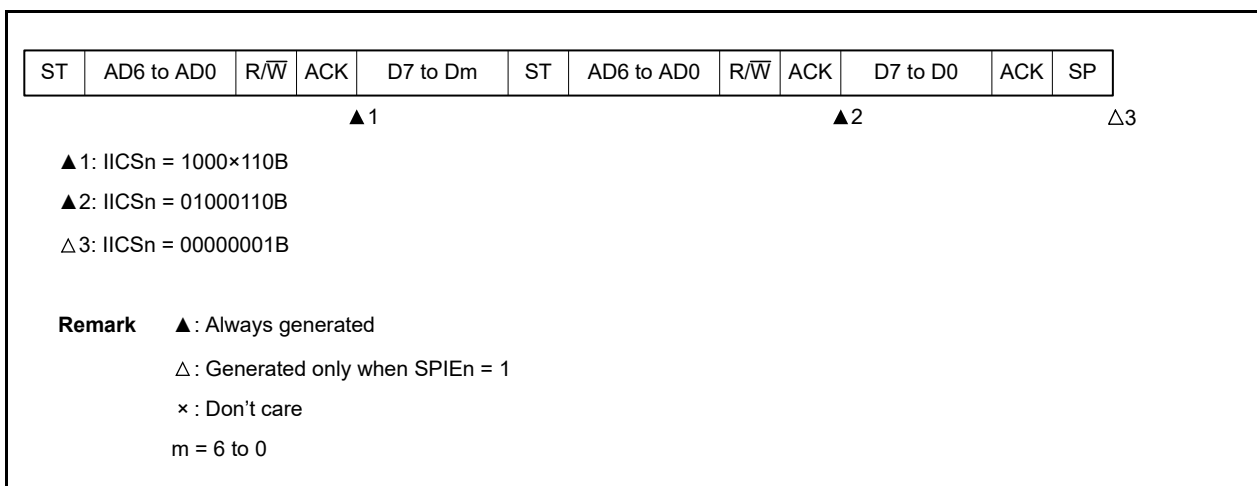 ST AD6 to AD0 R/W̅ ACK D7 to Dm ST AD6 to AD0 R/W̅ ACK D7 to D0 ACK SP
▲1 ▲2 △3
▲1: IICSn = 1000×110B
▲2: IICSn = 01000110B
△3: IICSn = 00000001B
Remark ▲: Always generated
△: Generated only when SPIEn = 1
×: Don't care
m = 6 to 0